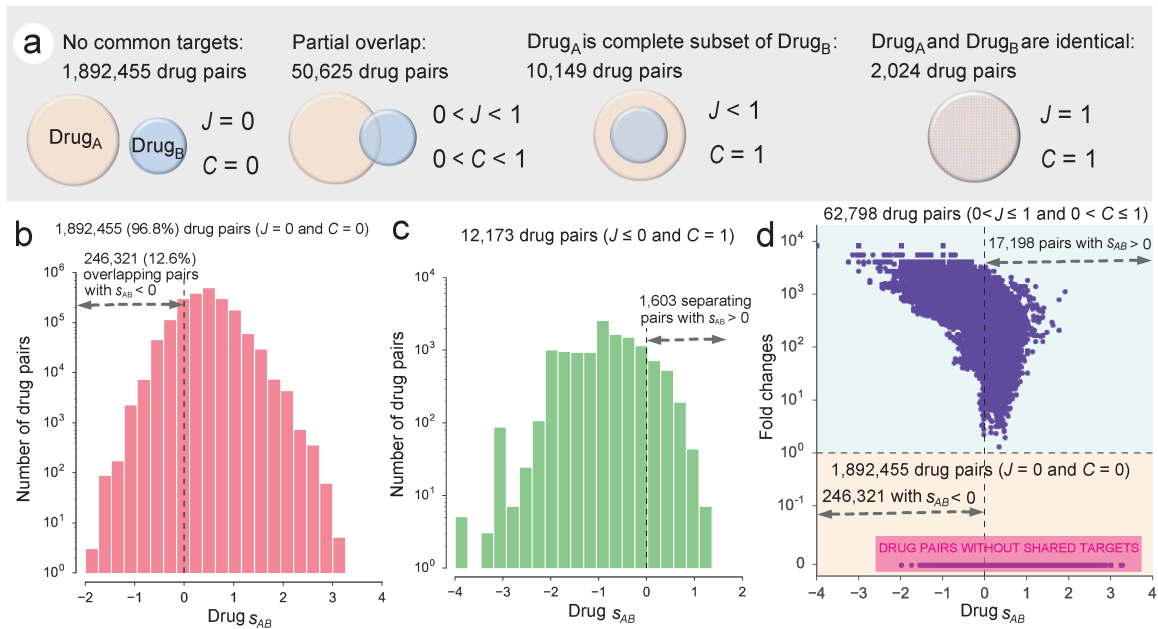 a
No common targets:
1,892,455 drug pairs
DrugA
DrugB
J = 0
C = 0
Partial overlap:
50,625 drug pairs
0 < J < 1
0 < C < 1
DrugA is complete subset of DrugB:
10,149 drug pairs
J < 1
C = 1
DrugA and DrugB are identical:
2,024 drug pairs
J = 1
C = 1
b
1,892,455 (96.8%) drug pairs (J = 0 and C = 0)
246,321 (12.6%)
overlapping pairs
with sAB < 0
Number of drug pairs
10^6
10^5
10^4
10^3
10^2
10^1
10^0
−2 −1 0 1 2 3 4
Drug sAB
c
12,173 drug pairs (J ≤ 0 and C = 1)
1,603 separating
pairs with sAB > 0
Number of drug pairs
10^4
10^3
10^2
10^1
10^0
−4 −3 −2 −1 0 1 2
Drug sAB
d
62,798 drug pairs (0< J ≤ 1 and 0 < C ≤ 1)
17,198 pairs with sAB > 0
Fold changes
10^4
10^3
10^2
10^1
10^0
10^−1
0
1,892,455 drug pairs (J = 0 and C = 0)
246,321 with sAB < 0
DRUG PAIRS WITHOUT SHARED TARGETS
−4 −3 −2 −1 0 1 2 3 4
Drug sAB